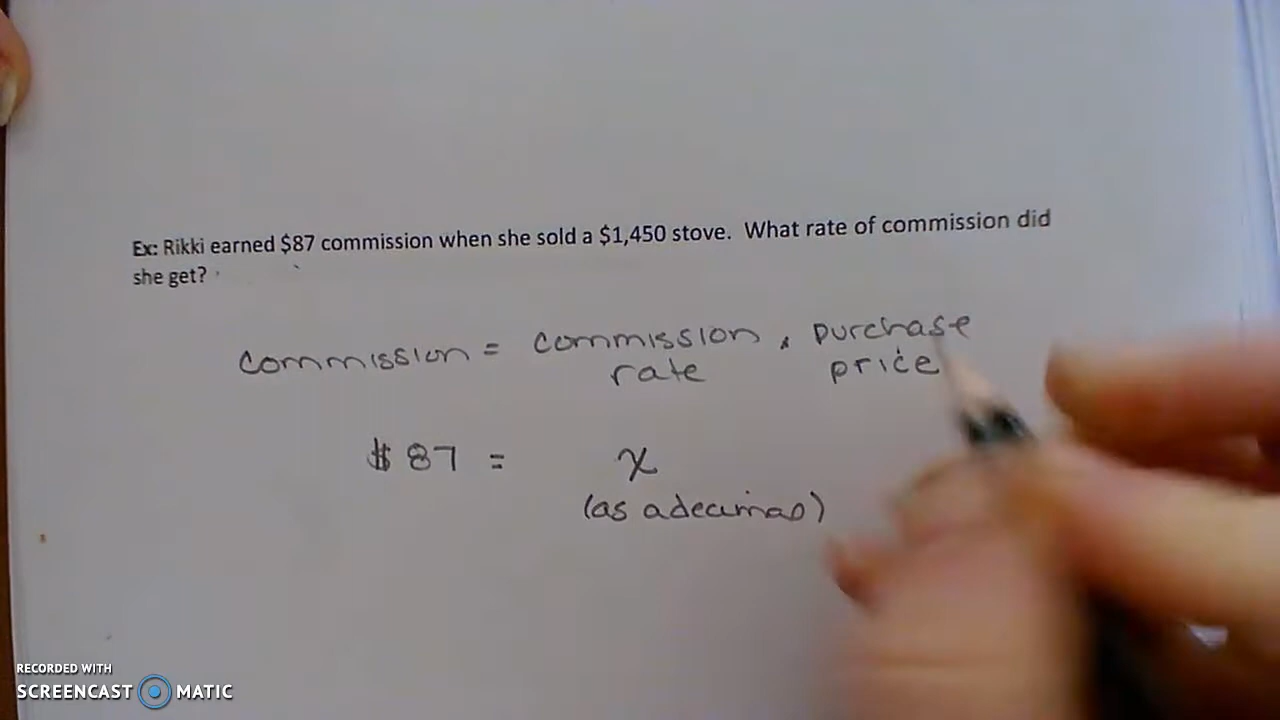 Ex: Rikki earned $87 commission when she sold a $1,450 stove. What rate of commission did
she get?
commission = commission · purchase
rate price
$87 = x
(as a decimal)
RECORDED WITH
SCREENCAST MATIC